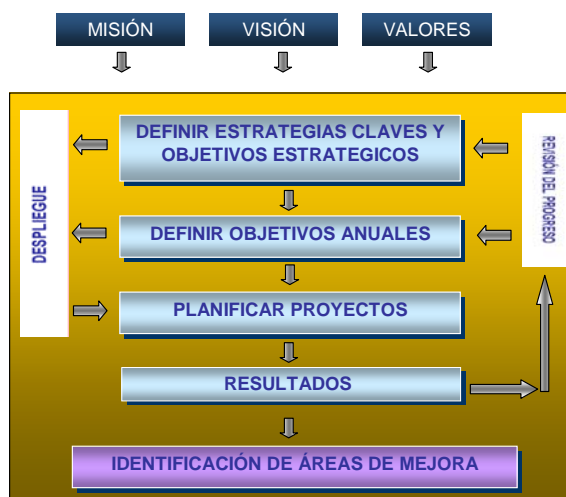 MISIÓN
VISIÓN
VALORES
DEFINIR ESTRATEGIAS CLAVES Y
OBJETIVOS ESTRATEGICOS
DESPLIEGUE
REVISIÓN DEL PROGRESO
DEFINIR OBJETIVOS ANUALES
PLANIFICAR PROYECTOS
RESULTADOS
IDENTIFICACIÓN DE ÁREAS DE MEJORA